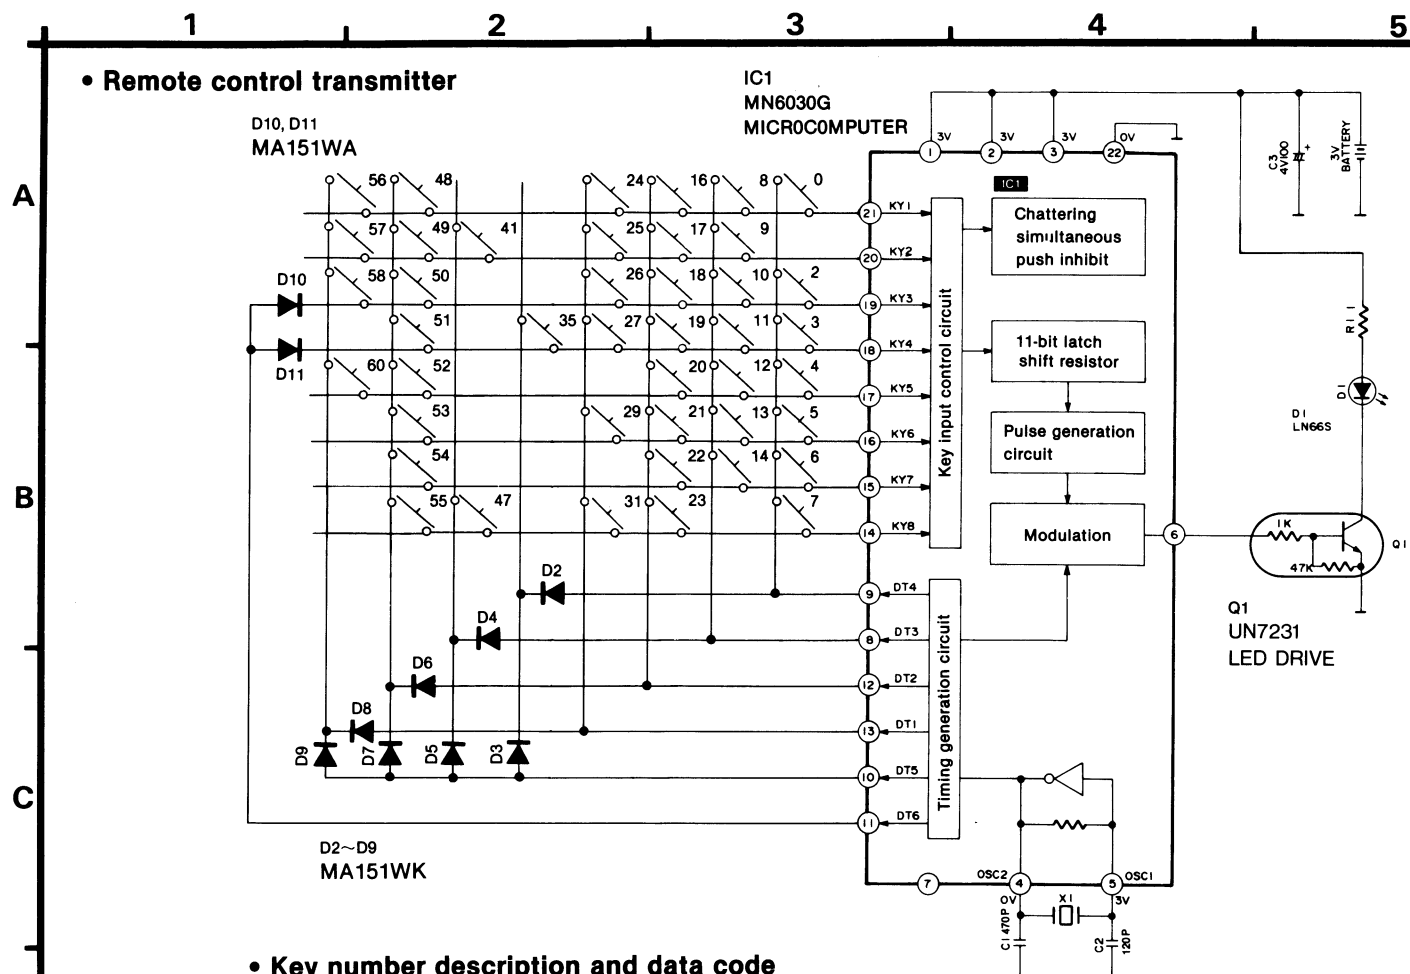 1 2 3 4 5
• Remote control transmitter
D10, D11
MA151WA
IC1
MN6030G
MICROCOMPUTER
3V 3V 3V 0V
1 2 3 22
C3
4V100
+
3V
BATTERY
A
56 48 24 16 8 0
21 KY1
57 49 41 25 17 9
20 KY2
58 50 26 18 10 2
D10
19 KY3
51 35 27 19 11 3
18 KY4
D11
60 52 20 12 4
17 KY5
53 29 21 13 5
16 KY6
54 22 14 6
15 KY7
55 47 31 23 7
14 KY8
Key input control circuit
IC1
Chattering
simultaneous
push inhibit
11-bit latch
shift resistor
Pulse generation
circuit
Modulation
6
R1 1
D1
D1
LN66S
B
1K
47K
Q1
Q1
UN7231
LED DRIVE
D2
9 DT4
D4
8 DT3
D6
12 DT2
D8
13 DT1
D9 D7 D5 D3
10 DT5
11 DT6
Timing generation circuit
C
D2~D9
MA151WK
7
OSC2 4
5 OSC1
0V
3V
X1
C1 470P
C2
120P
• Key number description and data code